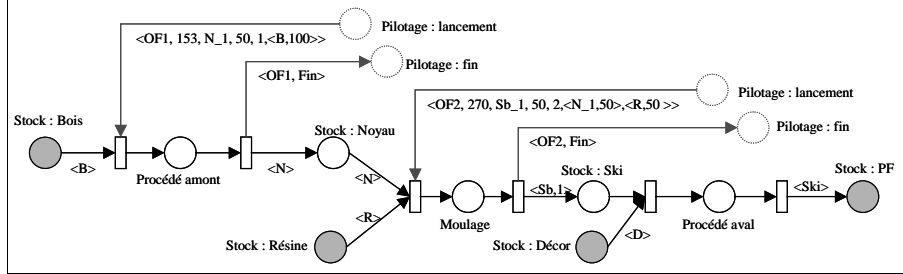 Pilotage : lancement
<OF1, 153, N_1, 50, 1,<B,100>>
Pilotage : fin
<OF1, Fin>
Pilotage : lancement
<OF2, 270, Sb_1, 50, 2,<N_1,50>,<R,50 >>
Stock : Bois
Pilotage : fin
Stock : Noyau
<OF2, Fin>
Stock : Ski
Stock : PF
<B>
Procédé amont
<N>
<N>
<Sb,1>
<Ski>
<R>
Moulage
Procédé aval
Stock : Résine
Stock : Décor
<D>